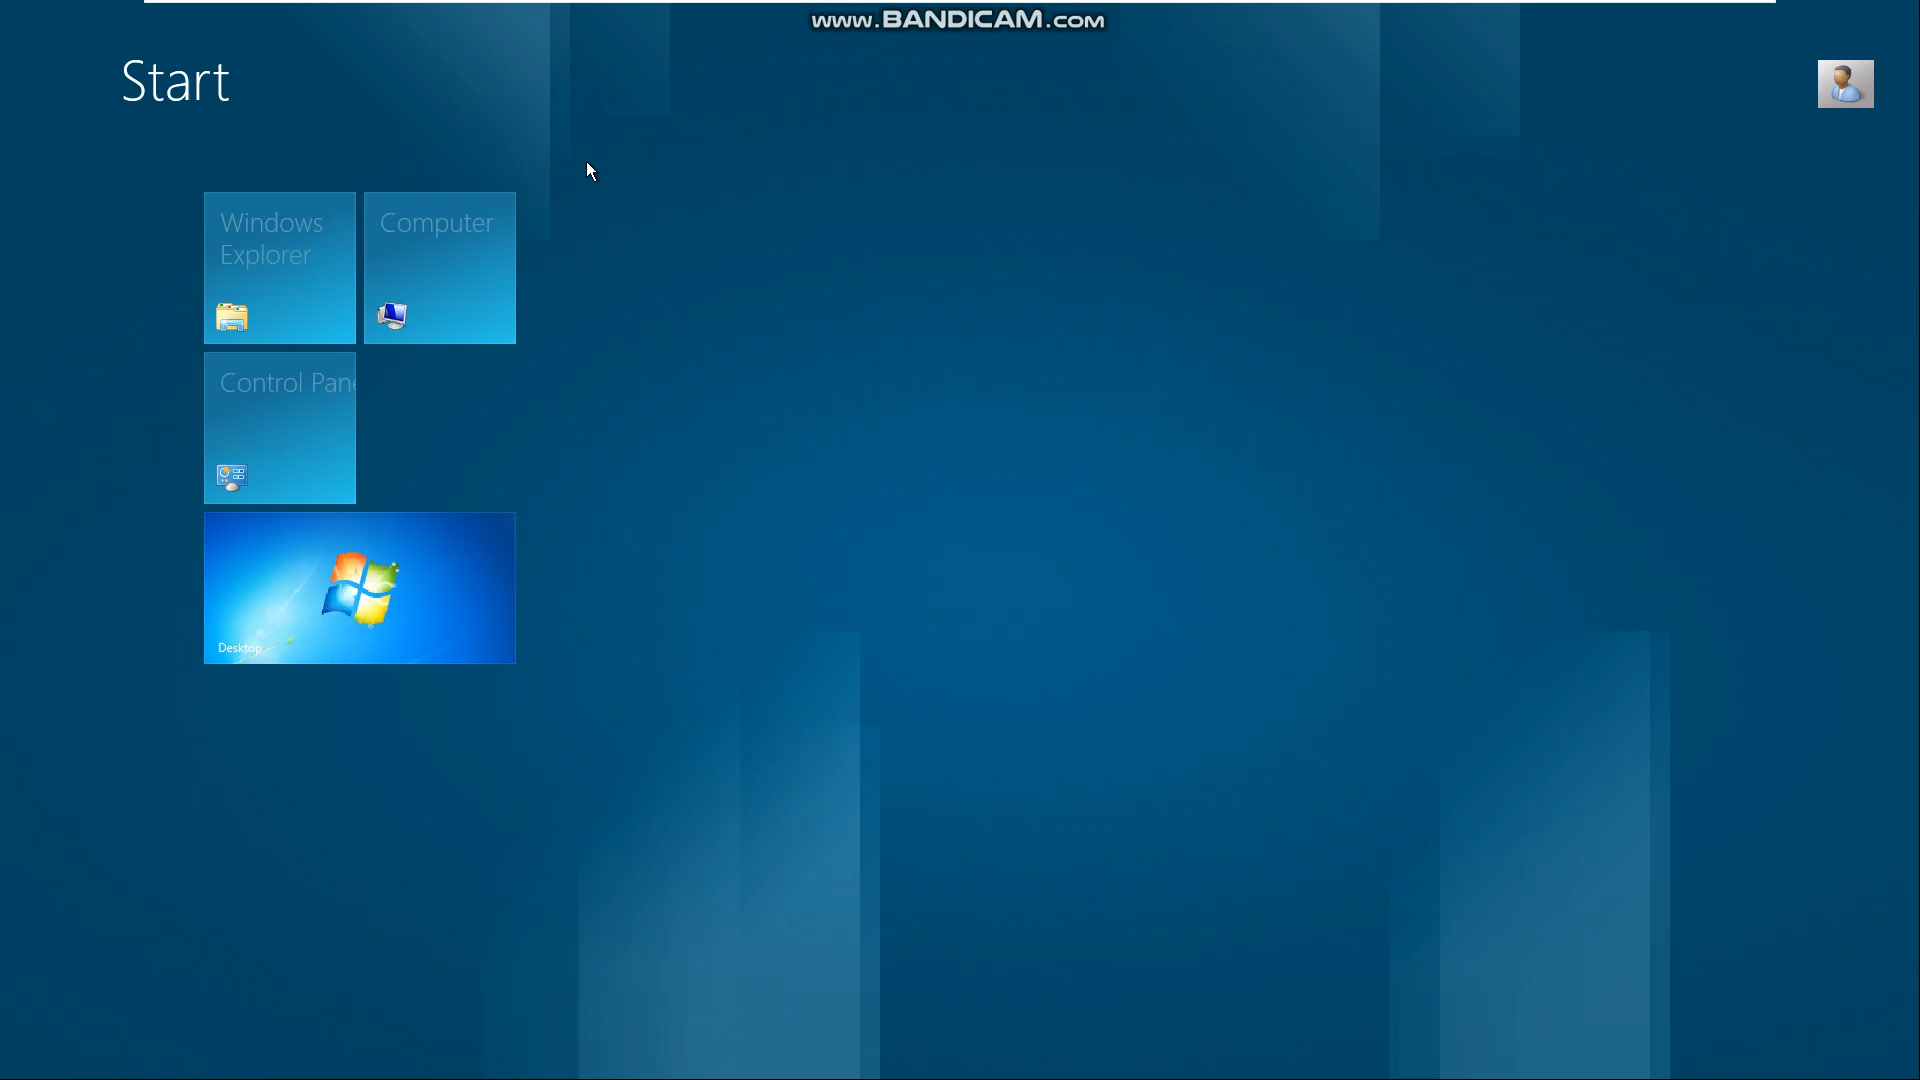 www.BANDICAM.com
Start
Windows
Explorer
Computer
Control Pane
Desktop